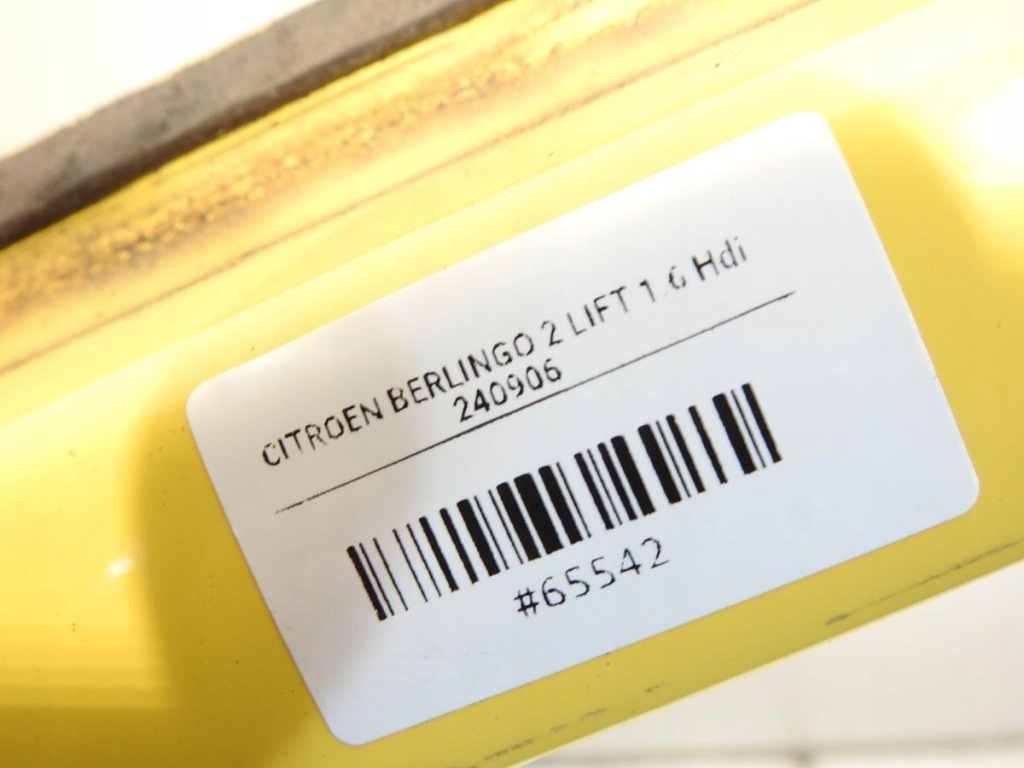 CITROEN BERLINGO 2 LIFT 1.6 Hdi
240906
#65542